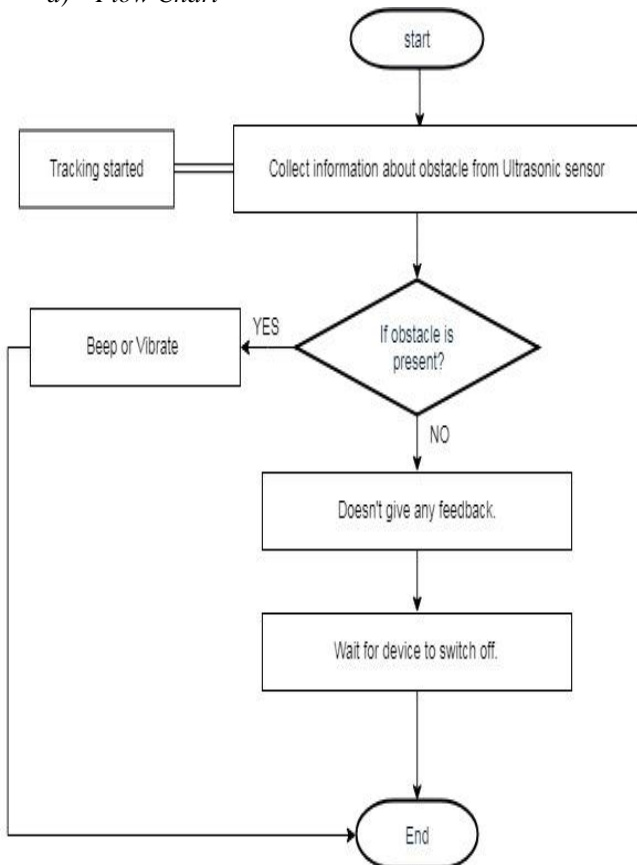 a) Flow Chart
start
Tracking started
Collect information about obstacle from Ultrasonic sensor
If obstacle is
present?
YES
Beep or Vibrate
NO
Doesn't give any feedback.
Wait for device to switch off.
End